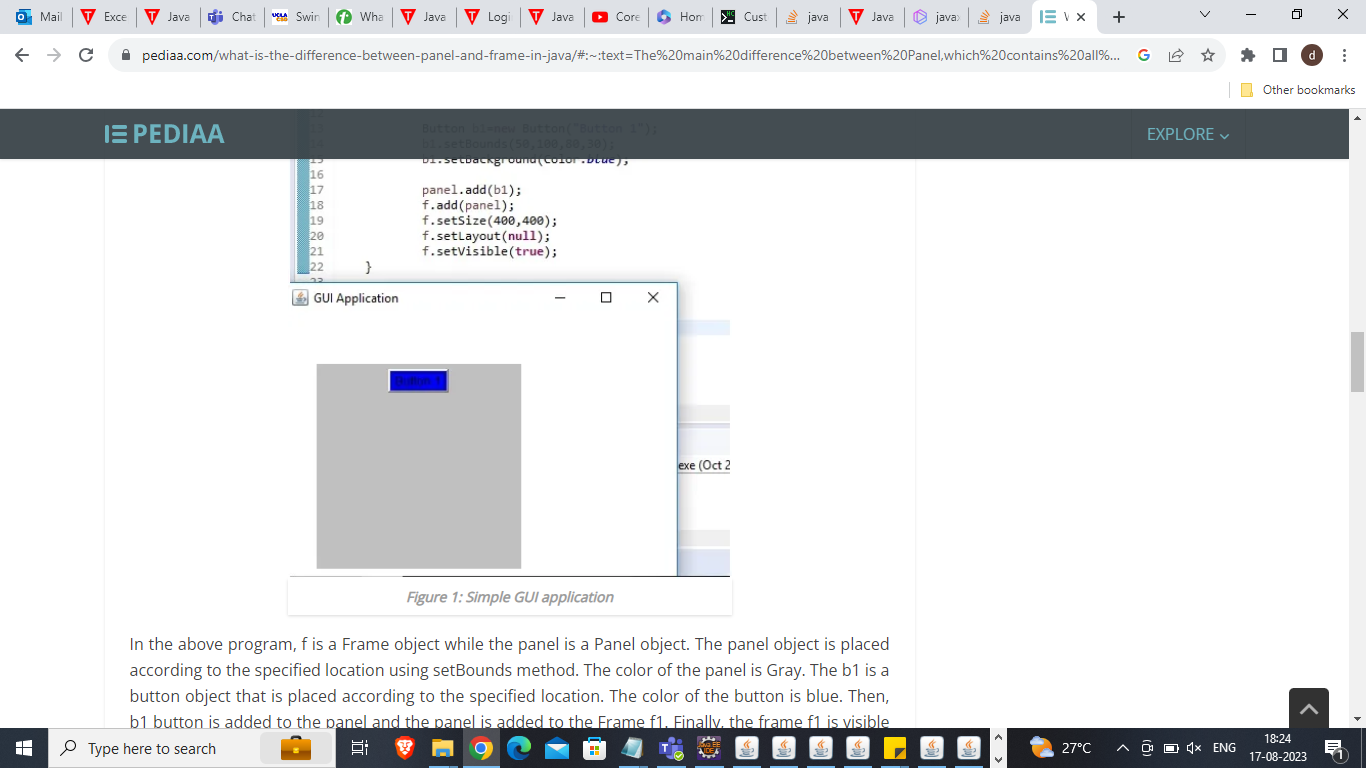 Mail
Exce
Java
Chat
UCLA
CGS
Swin
Wha
Java
Logi
Java
Core
Hom
Cust
java
Java
javax
java
pediaa.com/what-is-the-difference-between-panel-and-frame-in-java/#:~:text=The%20main%20difference%20between%20Panel,which%20contains%20all%...
d
Other bookmarks
PEDIAA
EXPLORE
13 Button b1=new Button("Button 1");
14 b1.setBounds(50,100,80,30);
15 b1.setBackground(Color.blue);
16
17 panel.add(b1);
18 f.add(panel);
19 f.setSize(400,400);
20 f.setLayout(null);
21 f.setVisible(true);
22 }
23
GUI Application
Button 1
exe (Oct 2
Figure 1: Simple GUI application
In the above program, f is a Frame object while the panel is a Panel object. The panel object is placed
according to the specified location using setBounds method. The color of the panel is Gray. The b1 is a
button object that is placed according to the specified location. The color of the button is blue. Then,
b1 button is added to the panel and the panel is added to the Frame f1. Finally, the frame f1 is visible
Type here to search
27°C
ENG
18:24
17-08-2023
1